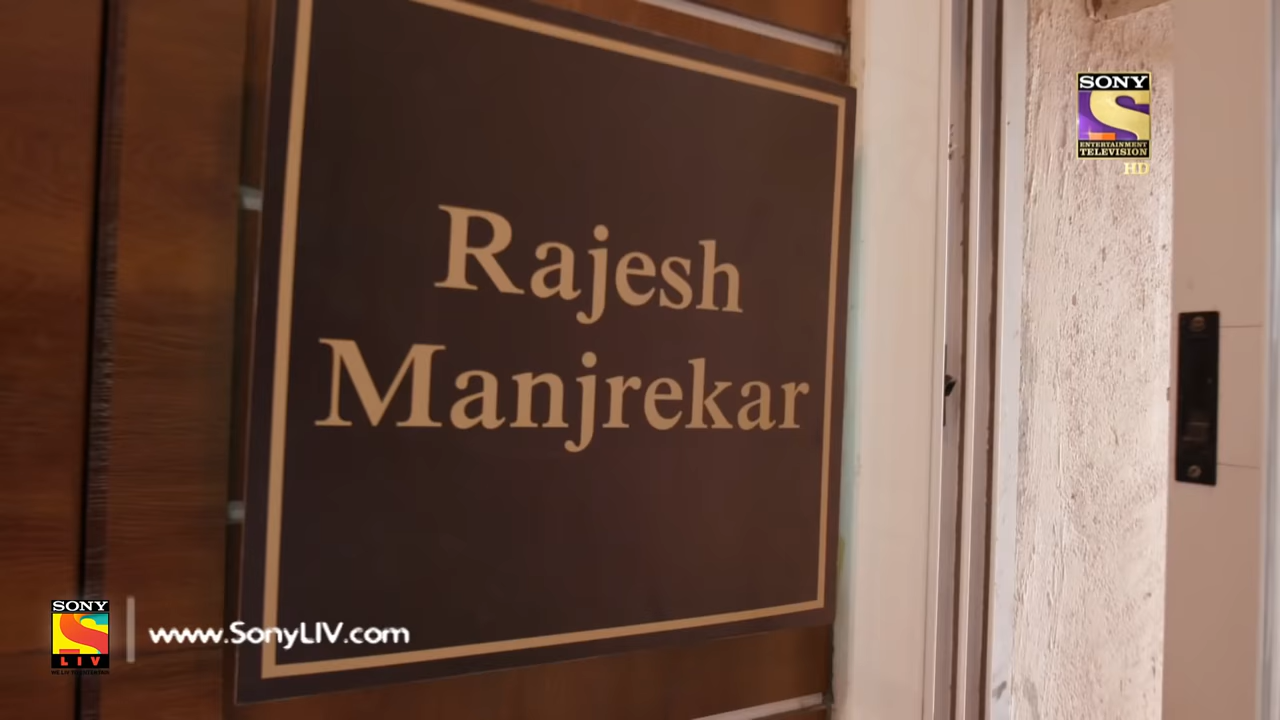 SONY
ENTERTAINMENT
TELEVISION
HD
Rajesh
Manjrekar
SONY
LIV
www.SonyLIV.com